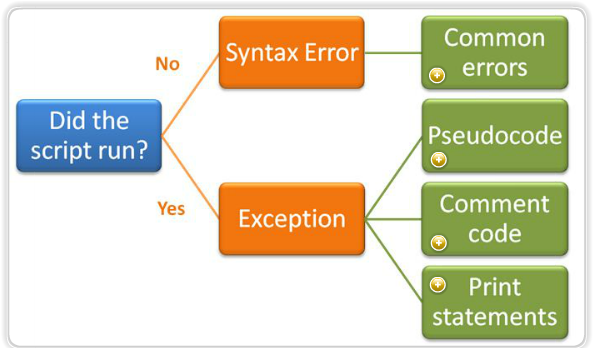 Did the
script run?
No
Yes
Syntax Error
Exception
Common
errors
Pseudocode
Comment
code
Print
statements